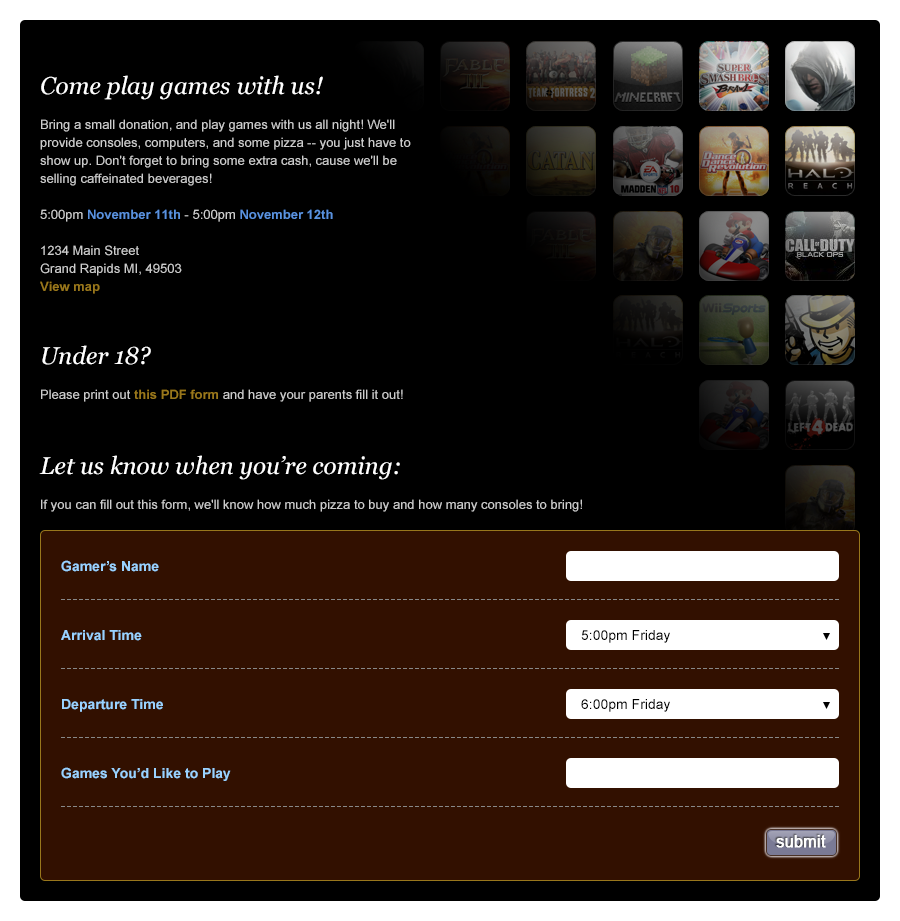 Come play games with us!
Bring a small donation, and play games with us all night! We'll
provide consoles, computers, and some pizza -- you just have to
show up. Don't forget to bring some extra cash, cause we'll be
selling caffeinated beverages!
5:00pm November 11th - 5:00pm November 12th
1234 Main Street
Grand Rapids MI, 49503
View map
FABLE
III
TEAM FORTRESS 2
MINECRAFT
SUPER
SMASH BROS
BRAWL
CATAN
EA SPORTS
MADDEN NFL 10
Dance Dance Revolution
HALO
REACH
FABLE
CALL OF DUTY
BLACK OPS
HALO
REACH
Wii Sports
LEFT 4 DEAD
Under 18?
Please print out this PDF form and have your parents fill it out!
Let us know when you’re coming:
If you can fill out this form, we'll know how much pizza to buy and how many consoles to bring!
Gamer’s Name
Arrival Time
5:00pm Friday
Departure Time
6:00pm Friday
Games You’d Like to Play
submit